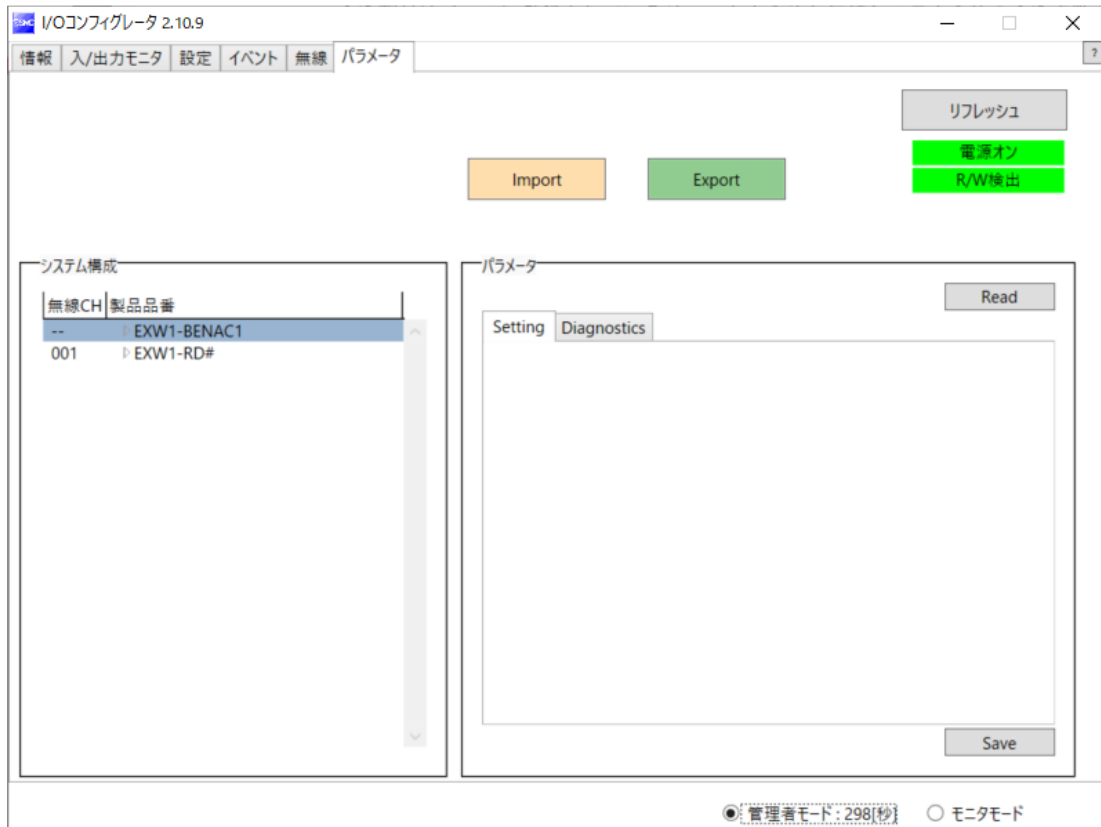 SMC I/Oコンフィグレータ 2.10.9
情報 入/出力モニタ 設定 イベント 無線 パラメータ ?
リフレッシュ
電源オン
Import Export R/W検出
システム構成
無線CH 製品品番
-- EXW1-BENAC1
001 EXW1-RD#
パラメータ
Read
Setting Diagnostics
Save
管理者モード : 298[秒] モニタモード